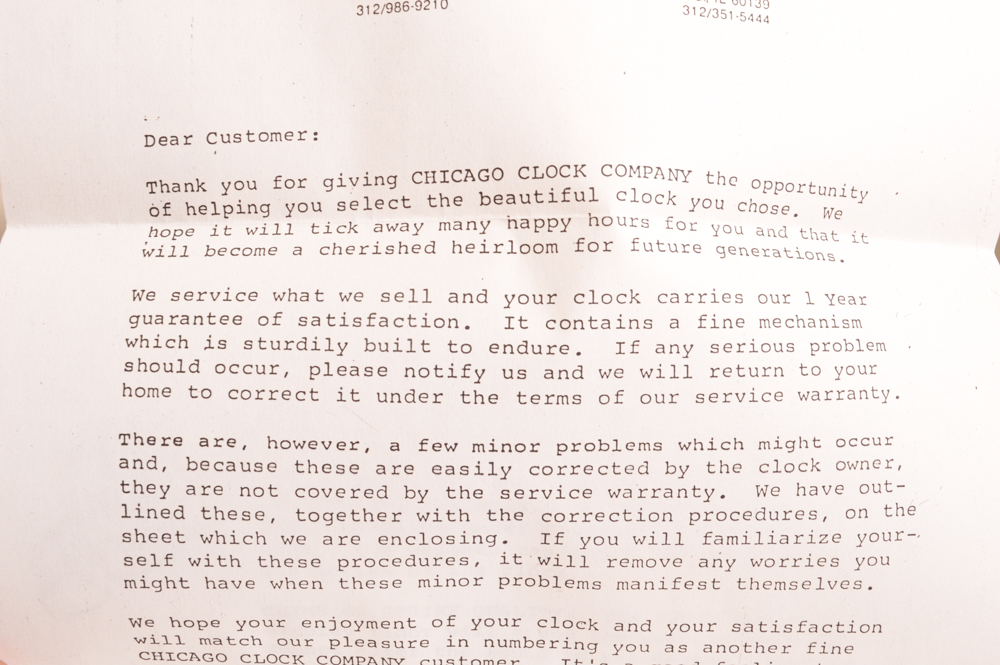 312/986-9210
60139
312/351-5444
Dear Customer:
Thank you for giving CHICAGO CLOCK COMPANY the opportunity
of helping you select the beautiful clock you chose. We
hope it will tick away many happy hours for you and that it
will become a cherished heirloom for future generations.
We service what we sell and your clock carries our 1 Year
guarantee of satisfaction. It contains a fine mechanism
which is sturdily built to endure. If any serious problem
should occur, please notify us and we will return to your
home to correct it under the terms of our service warranty.
There are, however, a few minor problems which might occur
and, because these are easily corrected by the clock owner,
they are not covered by the service warranty. We have out-
lined these, together with the correction procedures, on the
sheet which we are enclosing. If you will familiarize your-
self with these procedures, it will remove any worries you
might have when these minor problems manifest themselves.
We hope your enjoyment of your clock and your satisfaction
will match our pleasure in numbering you as another fine
CHICAGO CLOCK COMPANY customer. It's a good